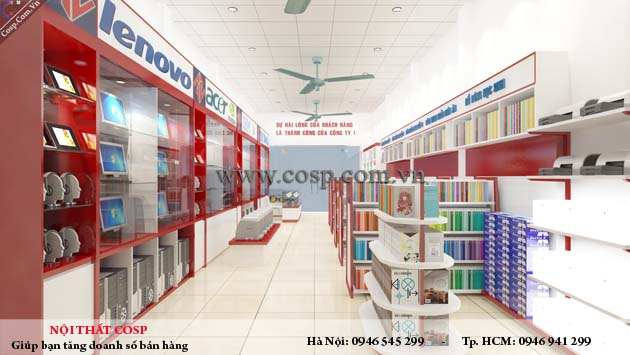 Cosp.Com.Vn
lenovo
acer
SỰ HÀI LÒNG CỦA KHÁCH HÀNG
LÀ THÀNH CÔNG CỦA CÔNG TY !
www.cosp.com.vn
NỘI THẤT COSP
Giúp bạn tăng doanh số bán hàng
Hà Nội: 0946 545 299 - Tp. HCM: 0946 941 299